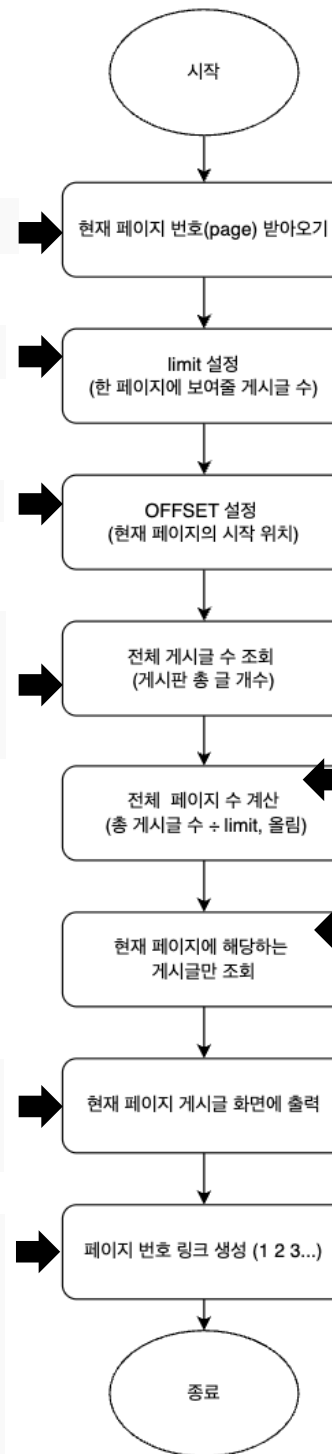 시작
현재 페이지 번호(page) 받아오기
limit 설정
(한 페이지에 보여줄 게시글 수)
OFFSET 설정
(현재 페이지의 시작 위치)
전체 게시글 수 조회
(게시판 총 글 개수)
전체 페이지 수 계산
(총 게시글 수 ÷ limit, 올림)
현재 페이지에 해당하는
게시글만 조회
현재 페이지 게시글 화면에 출력
페이지 번호 링크 생성 (1 2 3...)
종료